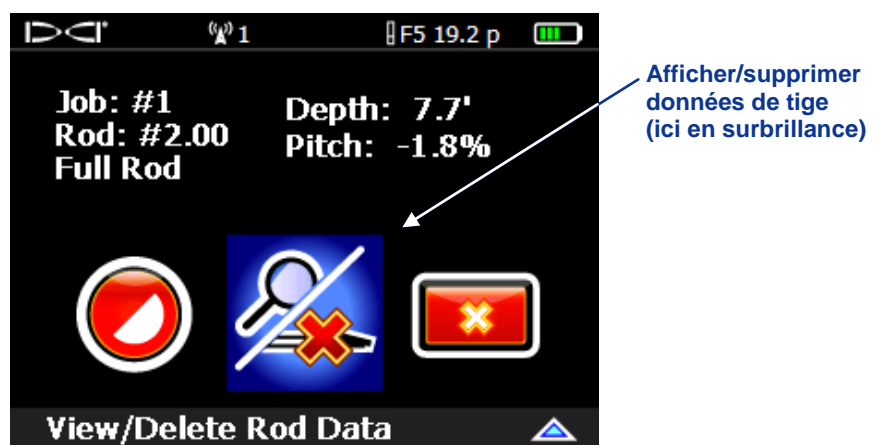 DCI 1 F5 19.2 p
Job: #1
Rod: #2.00
Full Rod
Depth: 7.7'
Pitch: -1.8%
View/Delete Rod Data
Afficher/supprimer
données de tige
(ici en surbrillance)